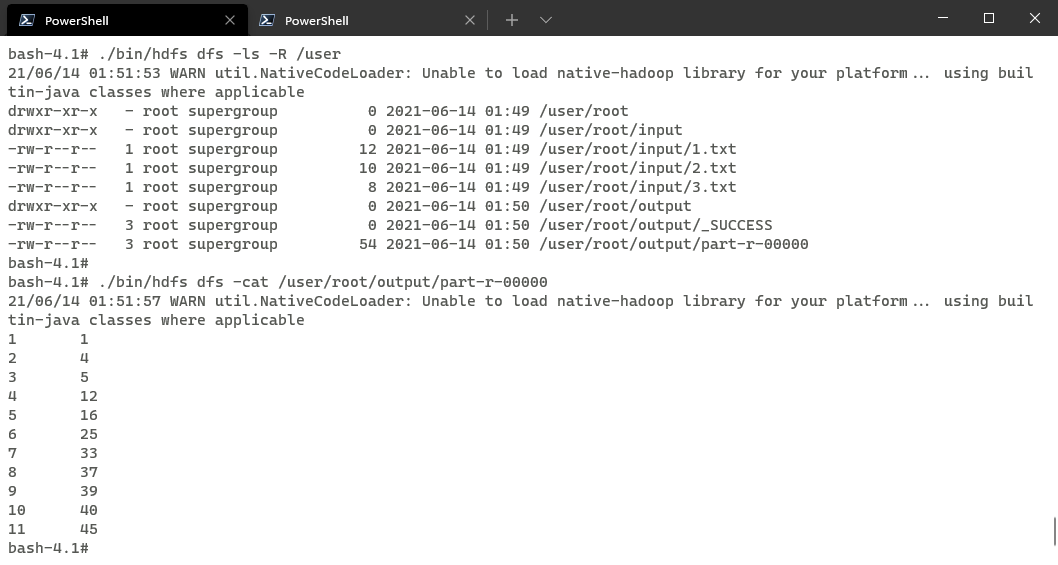 PowerShell
PowerShell
bash-4.1# ./bin/hdfs dfs -ls -R /user
21/06/14 01:51:53 WARN util.NativeCodeLoader: Unable to load native-hadoop library for your platform... using buil
tin-java classes where applicable
drwxr-xr-x   - root supergroup          0 2021-06-14 01:49 /user/root
drwxr-xr-x   - root supergroup          0 2021-06-14 01:49 /user/root/input
-rw-r--r--   1 root supergroup         12 2021-06-14 01:49 /user/root/input/1.txt
-rw-r--r--   1 root supergroup         10 2021-06-14 01:49 /user/root/input/2.txt
-rw-r--r--   1 root supergroup          8 2021-06-14 01:49 /user/root/input/3.txt
drwxr-xr-x   - root supergroup          0 2021-06-14 01:50 /user/root/output
-rw-r--r--   3 root supergroup          0 2021-06-14 01:50 /user/root/output/_SUCCESS
-rw-r--r--   3 root supergroup         54 2021-06-14 01:50 /user/root/output/part-r-00000
bash-4.1#
bash-4.1# ./bin/hdfs dfs -cat /user/root/output/part-r-00000
21/06/14 01:51:57 WARN util.NativeCodeLoader: Unable to load native-hadoop library for your platform... using buil
tin-java classes where applicable
1       1
2       4
3       5
4       12
5       16
6       25
7       33
8       37
9       39
10      40
11      45
bash-4.1#